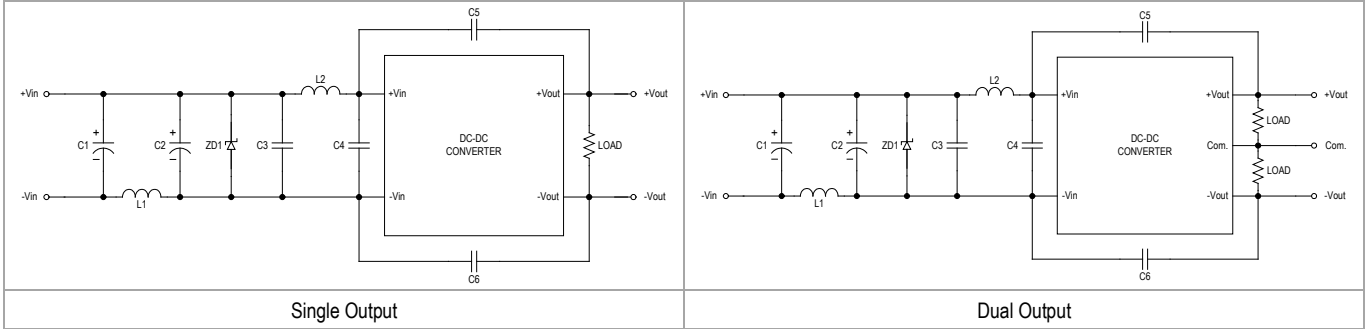 C5
L2
+Vin
+Vin
+Vout
+Vout
+
+
C1
C2
ZD1
C3
C4
DC-DC
CONVERTER
LOAD
-Vin
L1
-Vin
-Vout
-Vout
C6
Single Output
C5
L2
+Vin
+Vin
+Vout
+Vout
LOAD
+
+
C1
C2
ZD1
C3
C4
DC-DC
CONVERTER
Com.
Com.
LOAD
-Vin
L1
-Vin
-Vout
-Vout
C6
Dual Output